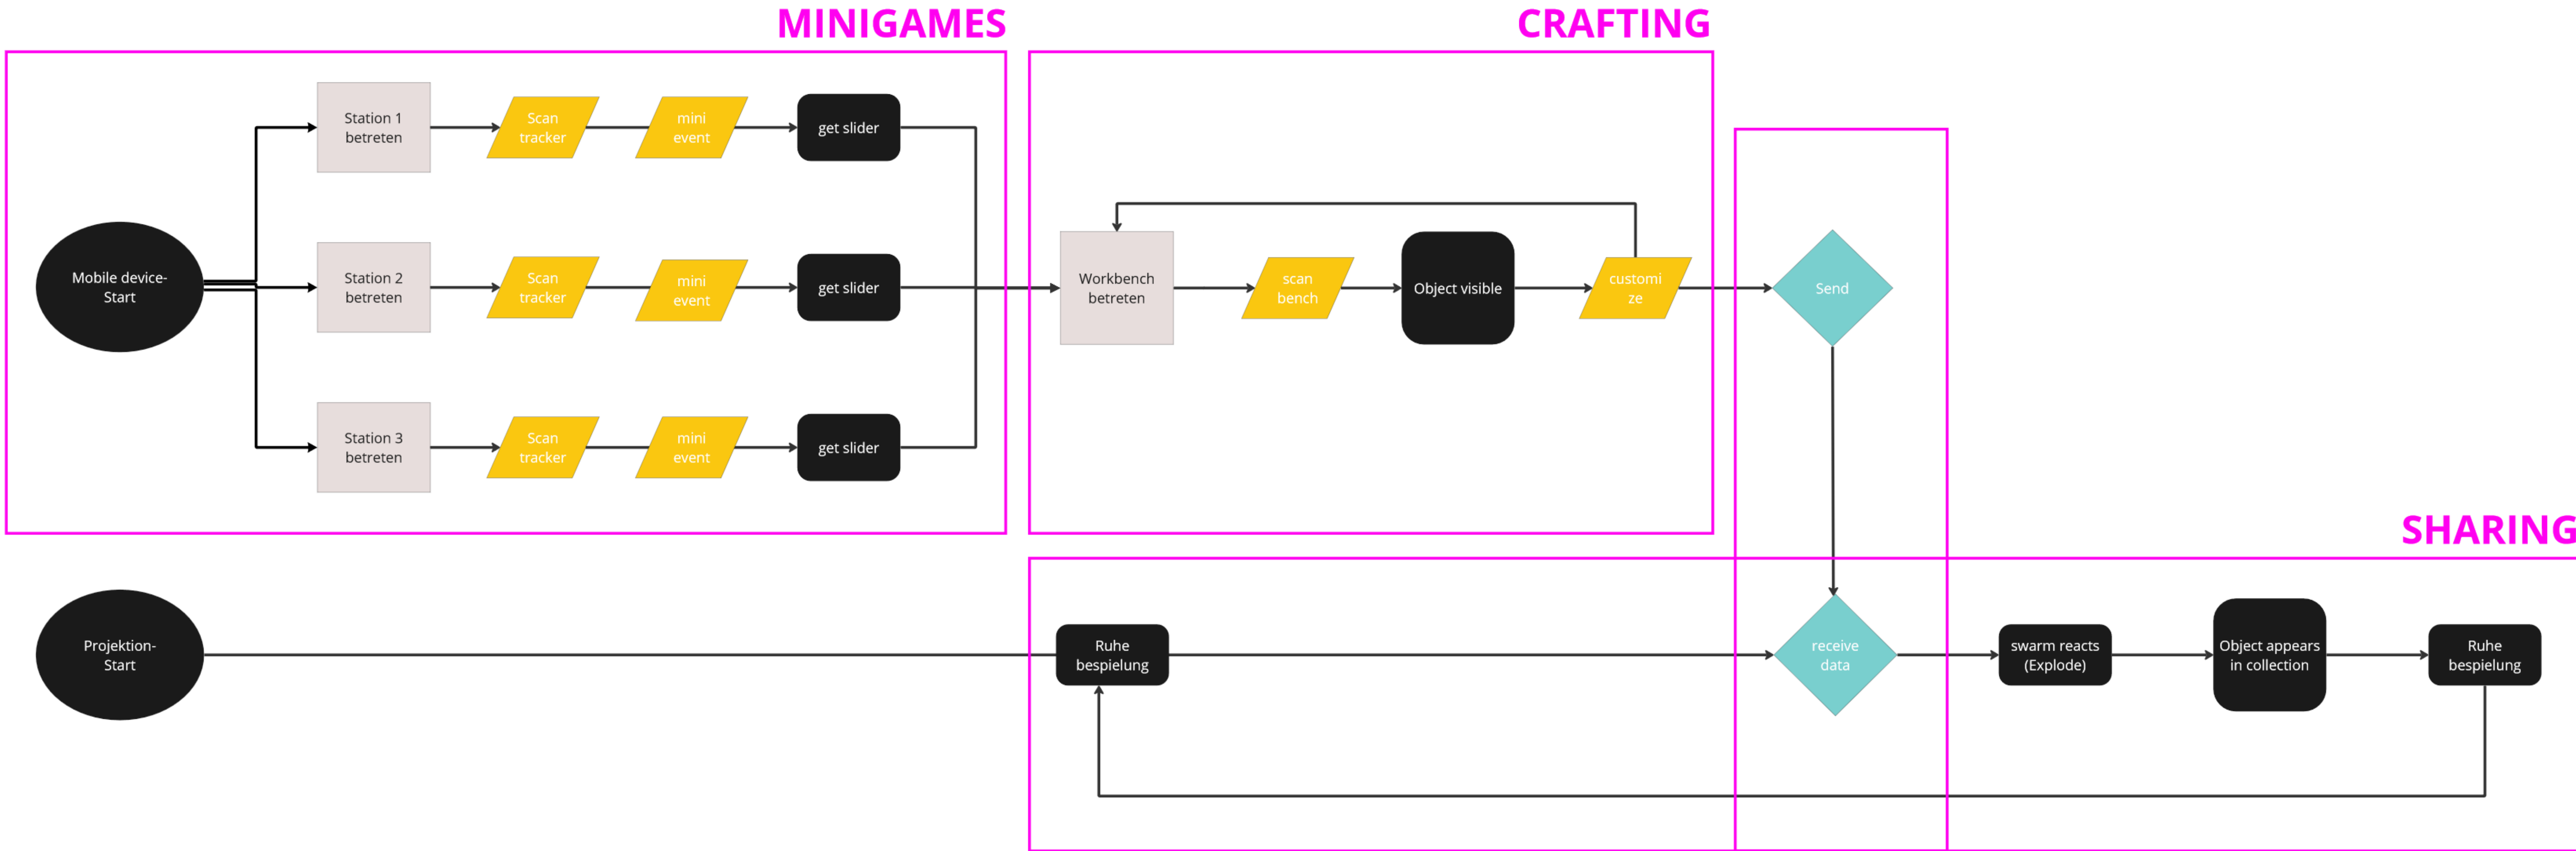 MINIGAMES
CRAFTING
Station 1
betreten
Scan
tracker
mini
event
get slider
Mobile device-
Start
Station 2
betreten
Scan
tracker
mini
event
get slider
Station 3
betreten
Scan
tracker
mini
event
get slider
Workbench
betreten
scan
bench
Object visible
customi
ze
Send
SHARING
Projektion-
Start
Ruhe
bespielung
receive
data
swarm reacts
(Explode)
Object appears
in collection
Ruhe
bespielung